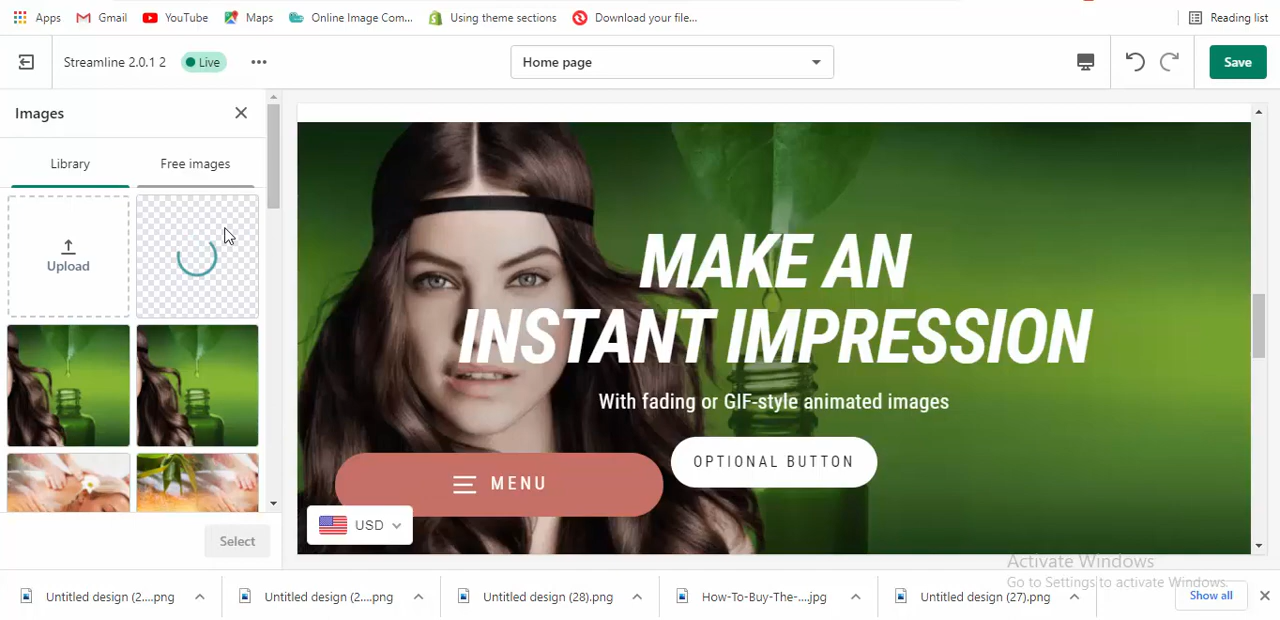 Apps Gmail YouTube Maps Online Image Com... Using theme sections Download your file... Reading list
Streamline 2.0.1 2 Live ••• Home page Save
Images
Library Free images
Upload
MAKE AN
INSTANT IMPRESSION
With fading or GIF-style animated images
OPTIONAL BUTTON
MENU
USD
Select
Activate Windows
Go to Settings to activate Windows.
Untitled design (2....png Untitled design (2....png Untitled design (28).png How-To-Buy-The-....jpg Untitled design (27).png Show all